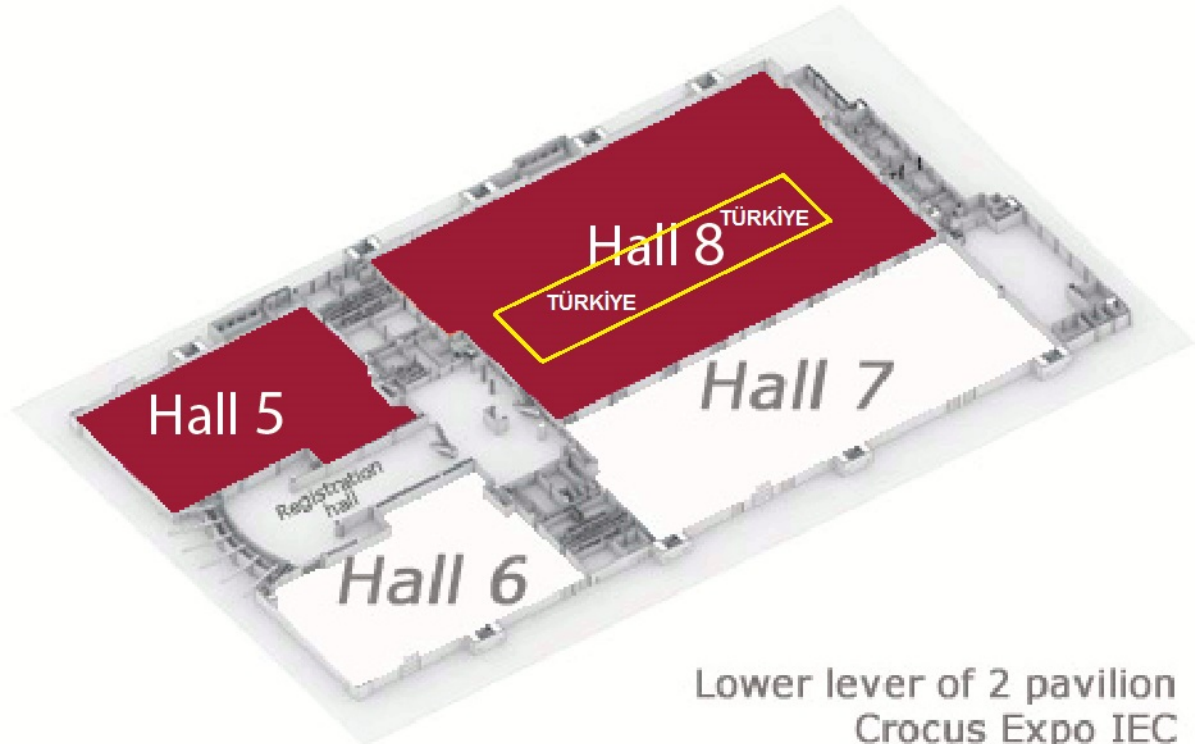 TÜRKİYE
Hall 8
TÜRKİYE
Hall 7
Hall 5
Registration
hall
Hall 6
Lower lever of 2 pavilion
Crocus Expo IEC